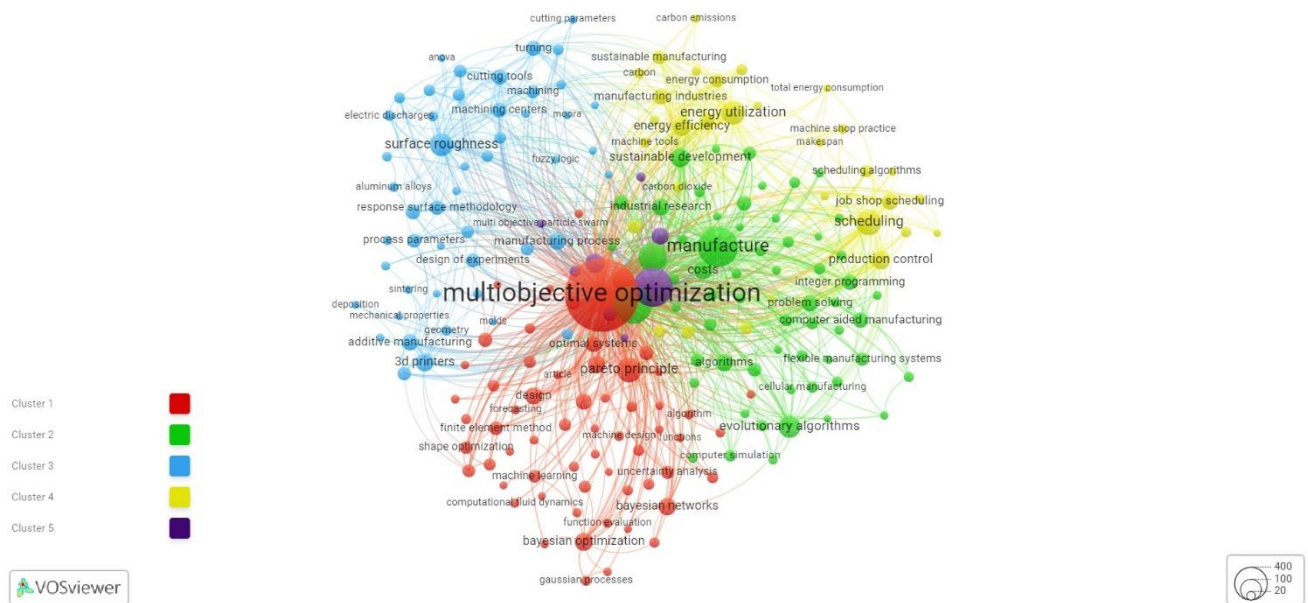 cutting parameters
carbon emissions
turning
sustainable manufacturing
anova
cutting tools
carbon
energy consumption
total energy consumption
machining
manufacturing industries
electric discharges
machining centers
moora
energy utilization
energy efficiency
machine shop practice
surface roughness
machine tools
makespan
fuzzy logic
sustainable development
scheduling algorithms
aluminum alloys
carbon dioxide
response surface methodology
industrial research
job shop scheduling
multi objective particle swarm
scheduling
process parameters
manufacturing process
manufacture
design of experiments
costs
production control
sintering
multiobjective optimization
integer programming
deposition
problem solving
mechanical properties
molds
computer aided manufacturing
geometry
additive manufacturing
optimal systems
3d printers
pareto principle
algorithms
flexible manufacturing systems
article
cellular manufacturing
design
forecasting
algorithm
finite element method
evolutionary algorithms
machine design
functions
shape optimization
computer simulation
machine learning
uncertainty analysis
computational fluid dynamics
bayesian networks
function evaluation
bayesian optimization
gaussian processes
Cluster 1
Cluster 2
Cluster 3
Cluster 4
Cluster 5
VOSviewer
400
100
20